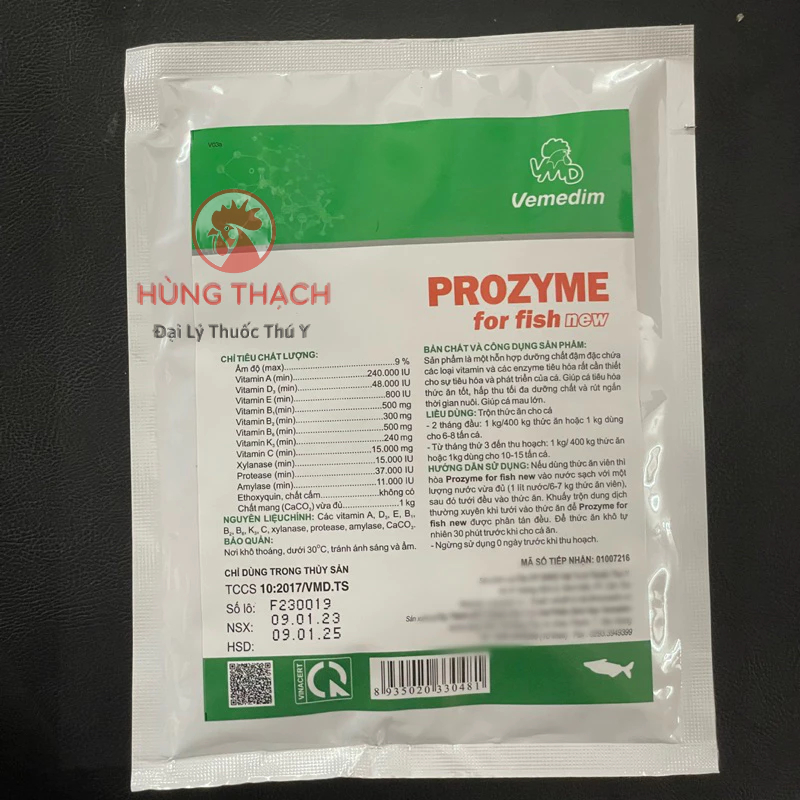 VMD
Vemedim
HÙNG THẠCH
Đại Lý Thuốc Thú Y
PROZYME
for fish new
CHỈ TIÊU CHẤT LƯỢNG:
Ẩm độ (max)...9 %
Vitamin A (min)...240.000 IU
Vitamin D₃ (min)...48.000 IU
Vitamin E (min)...800 IU
Vitamin B₁ (min)...500 mg
Vitamin B₂ (min)...300 mg
Vitamin B₆ (min)...500 mg
Vitamin K₃ (min)...240 mg
Vitamin C (min)...15.000 mg
Xylanase (min)...15.000 IU
Protease (min)...37.000 IU
Amylase (min)...11.000 IU
Ethoxyquin, chất cấm...không có
Chất mang (CaCO₃) vừa đủ...1 kg
NGUYÊN LIỆU CHÍNH: Các vitamin A, D₃, E, B₁,
B₂, B₆, K₃, C, xylanase, protease, amylase, CaCO₃.
BẢO QUẢN:
Nơi khô thoáng, dưới 30°C, tránh ánh sáng và ẩm.
CHỈ DÙNG TRONG THỦY SẢN
TCCS 10:2017/VMD.TS
Số lô: F230019
NSX: 09.01.23
HSD: 09.01.25
BẢN CHẤT VÀ CÔNG DỤNG SẢN PHẨM:
Sản phẩm là một hỗn hợp dưỡng chất đậm đặc chứa
các loại vitamin và các enzyme tiêu hóa rất cần thiết
cho sự tiêu hóa và phát triển của cá. Giúp cá tiêu hóa
thức ăn tốt, hấp thu tối đa dưỡng chất và rút ngắn
thời gian nuôi. Giúp cá mau lớn.
LIỀU DÙNG: Trộn thức ăn cho cá
- 2 tháng đầu: 1 kg/400 kg thức ăn hoặc 1 kg dùng
cho 6-8 tấn cá.
- Từ tháng thứ 3 đến thu hoạch: 1 kg/ 400 kg thức ăn
hoặc 1kg dùng cho 10-15 tấn cá.
HƯỚNG DẪN SỬ DỤNG: Nếu dùng thức ăn viên thì
hòa Prozyme for fish new vào nước sạch với một
lượng nước vừa đủ (1 lít nước/6-7 kg thức ăn viên),
sau đó tưới đều vào thức ăn. Khuấy trộn dung dịch
thường xuyên khi tưới vào thức ăn để Prozyme for
fish new được phân tán đều. Để thức ăn khô tự
nhiên 30 phút trước khi cho cá ăn.
- Ngừng sử dụng 0 ngày trước khi thu hoạch.
MÃ SỐ TIẾP NHẬN: 01007216
VINACERT
8 935020 330481